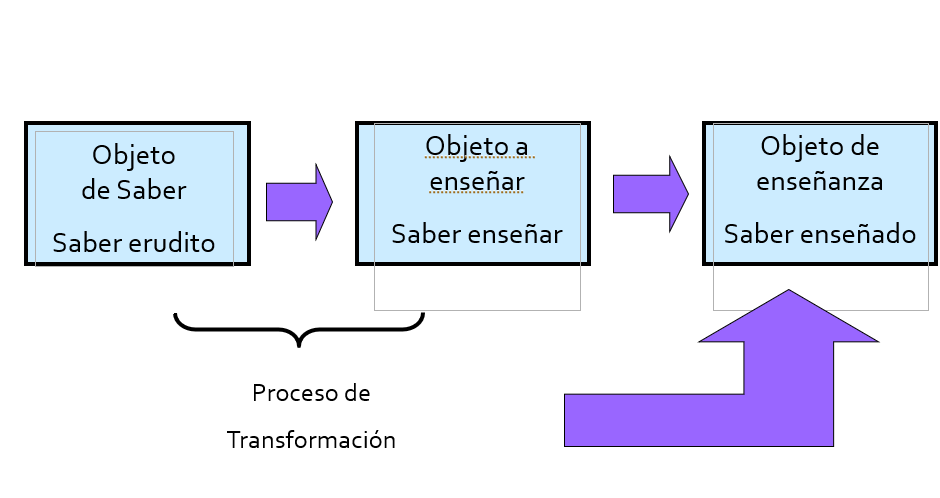 Objeto
de Saber
Saber erudito
Objeto a
enseñar
Saber enseñar
Objeto de
enseñanza
Saber enseñado
Proceso de
Transformación